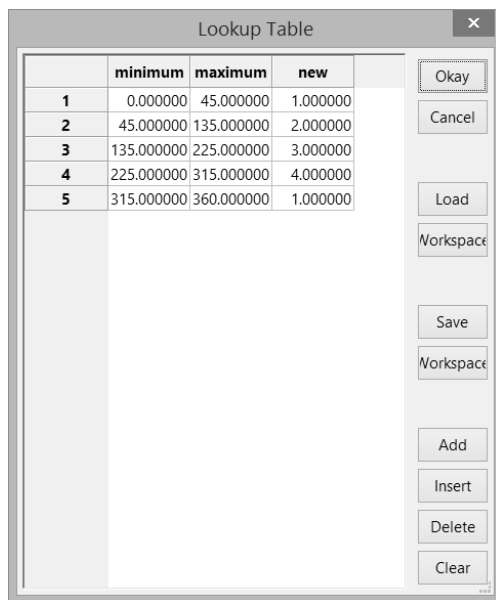 Lookup Table
x
minimum maximum new
1 0.000000 45.000000 1.000000
2 45.000000 135.000000 2.000000
3 135.000000 225.000000 3.000000
4 225.000000 315.000000 4.000000
5 315.000000 360.000000 1.000000
Okay
Cancel
Load
Workspace
Save
Workspace
Add
Insert
Delete
Clear